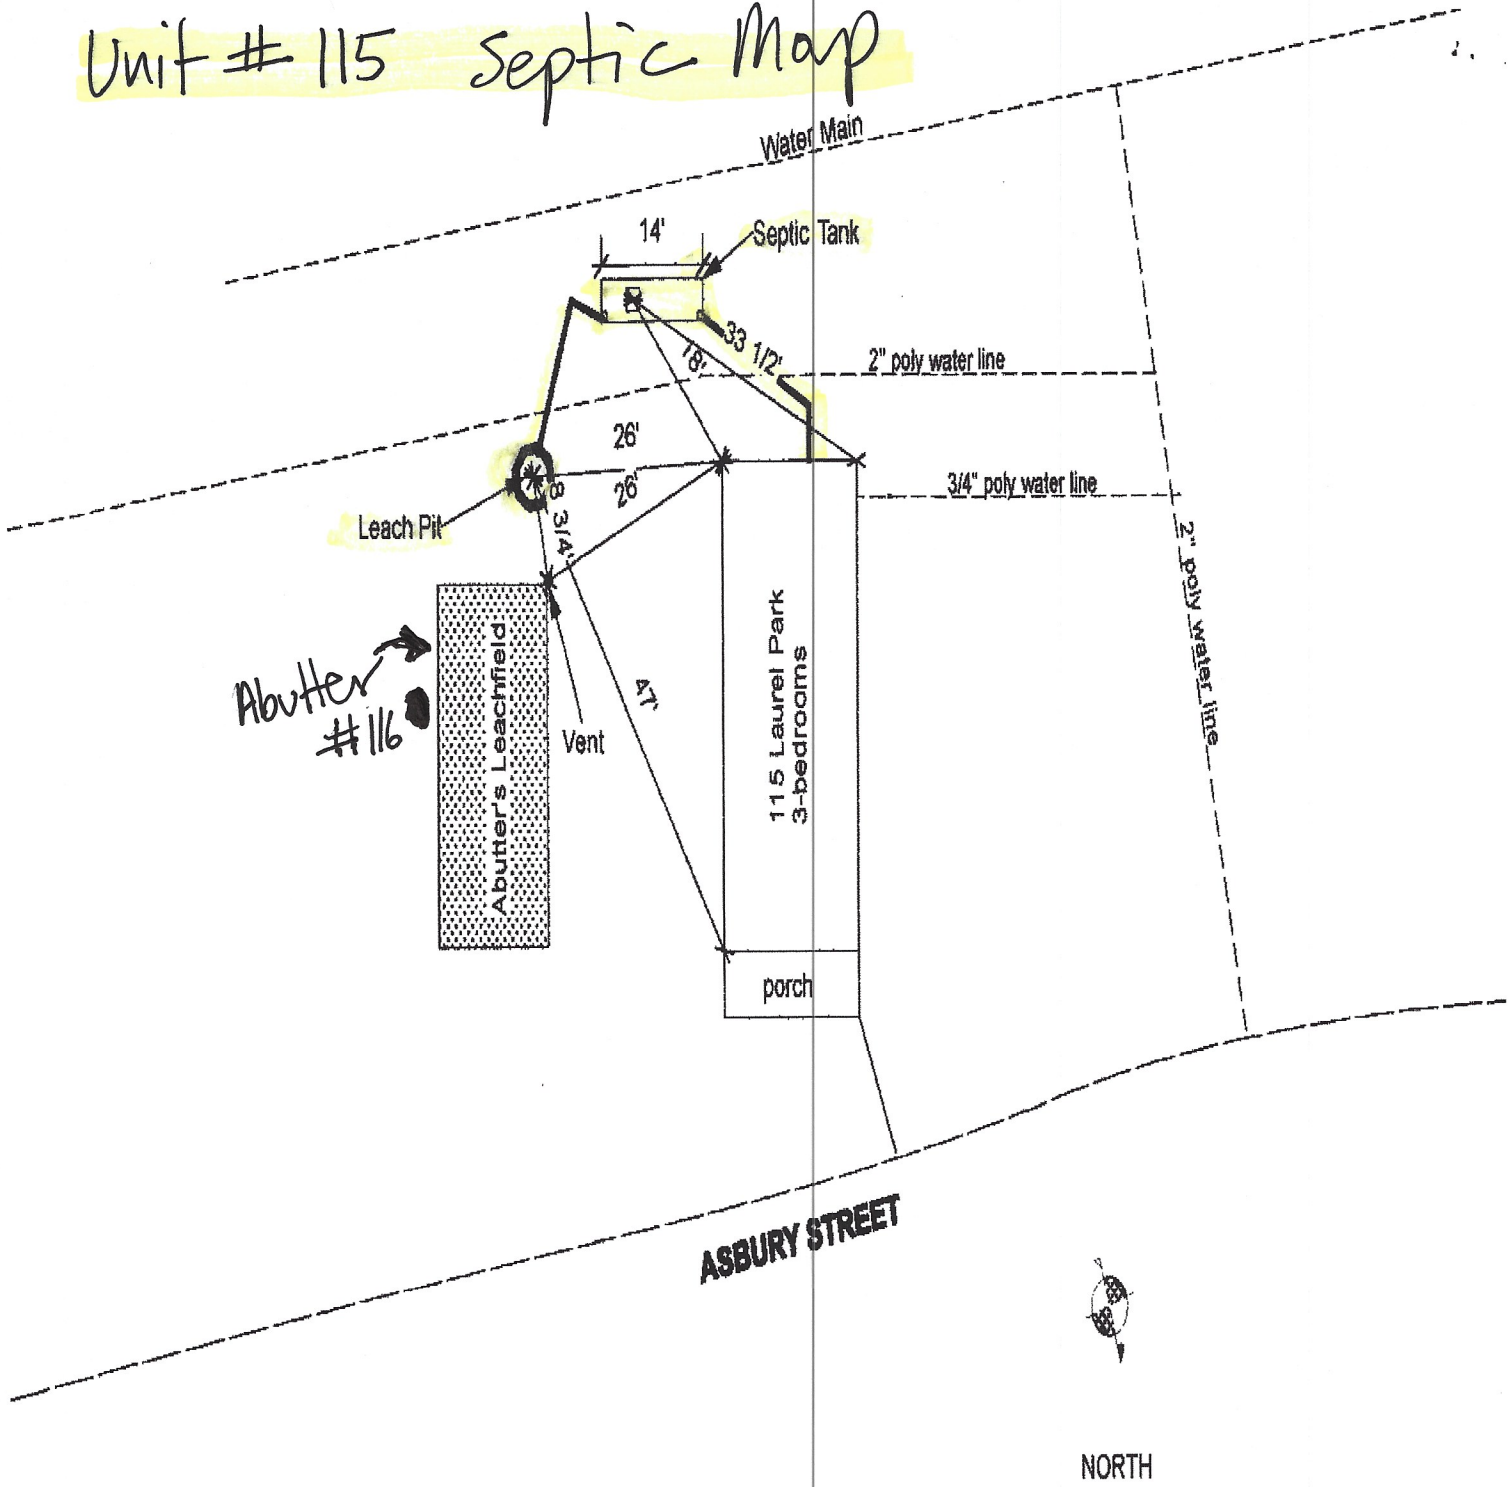 Unit # 115 Septic Map
Water Main
14'
Septic Tank
33 1/2'
18'
2" poly water line
26'
26'
3/4" poly water line
Leach Pit
8 3/4'
2" poly water line
Abutter
#116
Abutter's Leachfield
Vent
47'
115 Laurel Park
3-bedrooms
porch
ASBURY STREET
NORTH